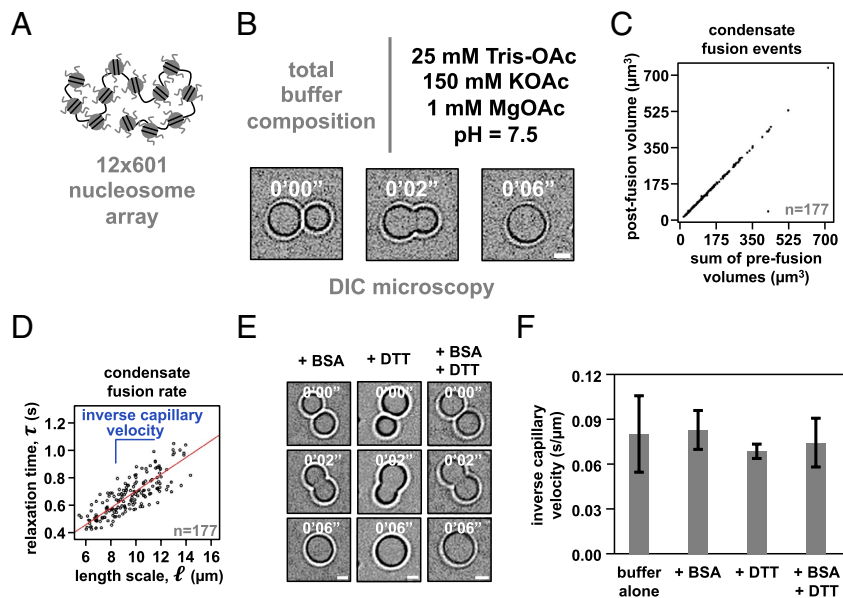 A
12x601
nucleosome
array
B
total
buffer
composition
25 mM Tris-OAc
150 mM KOAc
1 mM MgOAc
pH = 7.5
0’00” 0’02” 0’06”
DIC microscopy
C
condensate
fusion events
post-fusion volume (µm³)
700
525
350
175
0
n=177
0 175 350 525 700
sum of pre-fusion
volumes (µm³)
D
condensate
fusion rate
relaxation time, τ (s)
inverse capillary
velocity
1.2
1.0
0.8
0.6
0.4
n=177
6 8 10 12 14 16
length scale, ℓ (µm)
E
+ BSA + DTT + BSA
+ DTT
0’00” 0’00” 0’00”
0’02” 0’02” 0’02”
0’06” 0’06” 0’06”
F
inverse capillary
velocity (s/µm)
0.12
0.09
0.06
0.03
0.00
buffer
alone
+ BSA
+ DTT
+ BSA
+ DTT